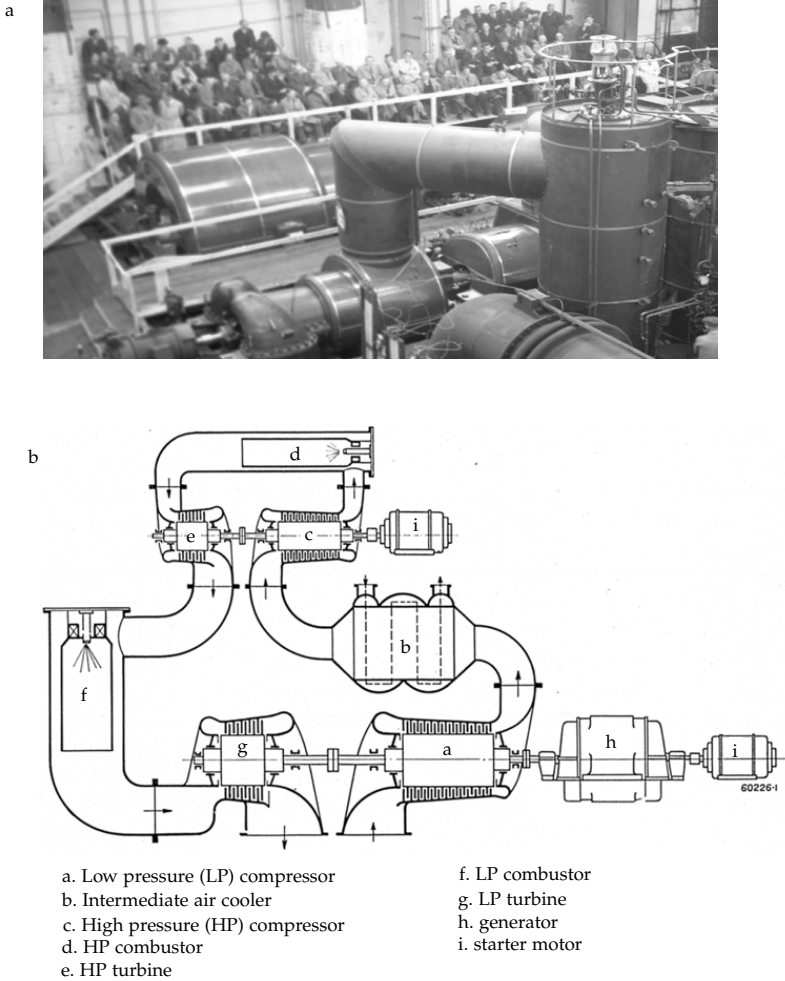 a
b
d
e
c
i
b
f
g
a
h
i
60226·1
a. Low pressure (LP) compressor
b. Intermediate air cooler
c. High pressure (HP) compressor
d. HP combustor
e. HP turbine
f. LP combustor
g. LP turbine
h. generator
i. starter motor